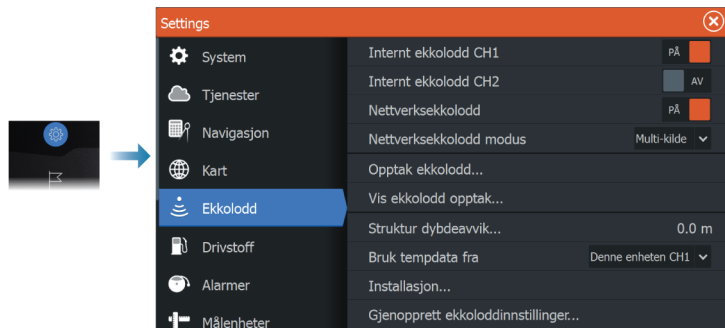 Settings
System
Tjenester
Navigasjon
Kart
Ekkolodd
Drivstoff
Alarmer
Målenheter
Internt ekkolodd CH1 PÅ
Internt ekkolodd CH2 AV
Nettverksekkolodd PÅ
Nettverksekkolodd modus Multi-kilde
Opptak ekkolodd...
Vis ekkolodd opptak...
Struktur dybdeavvik... 0.0 m
Bruk tempdata fra Denne enheten CH1
Installasjon...
Gjenopprett ekkoloddinnstillinger...